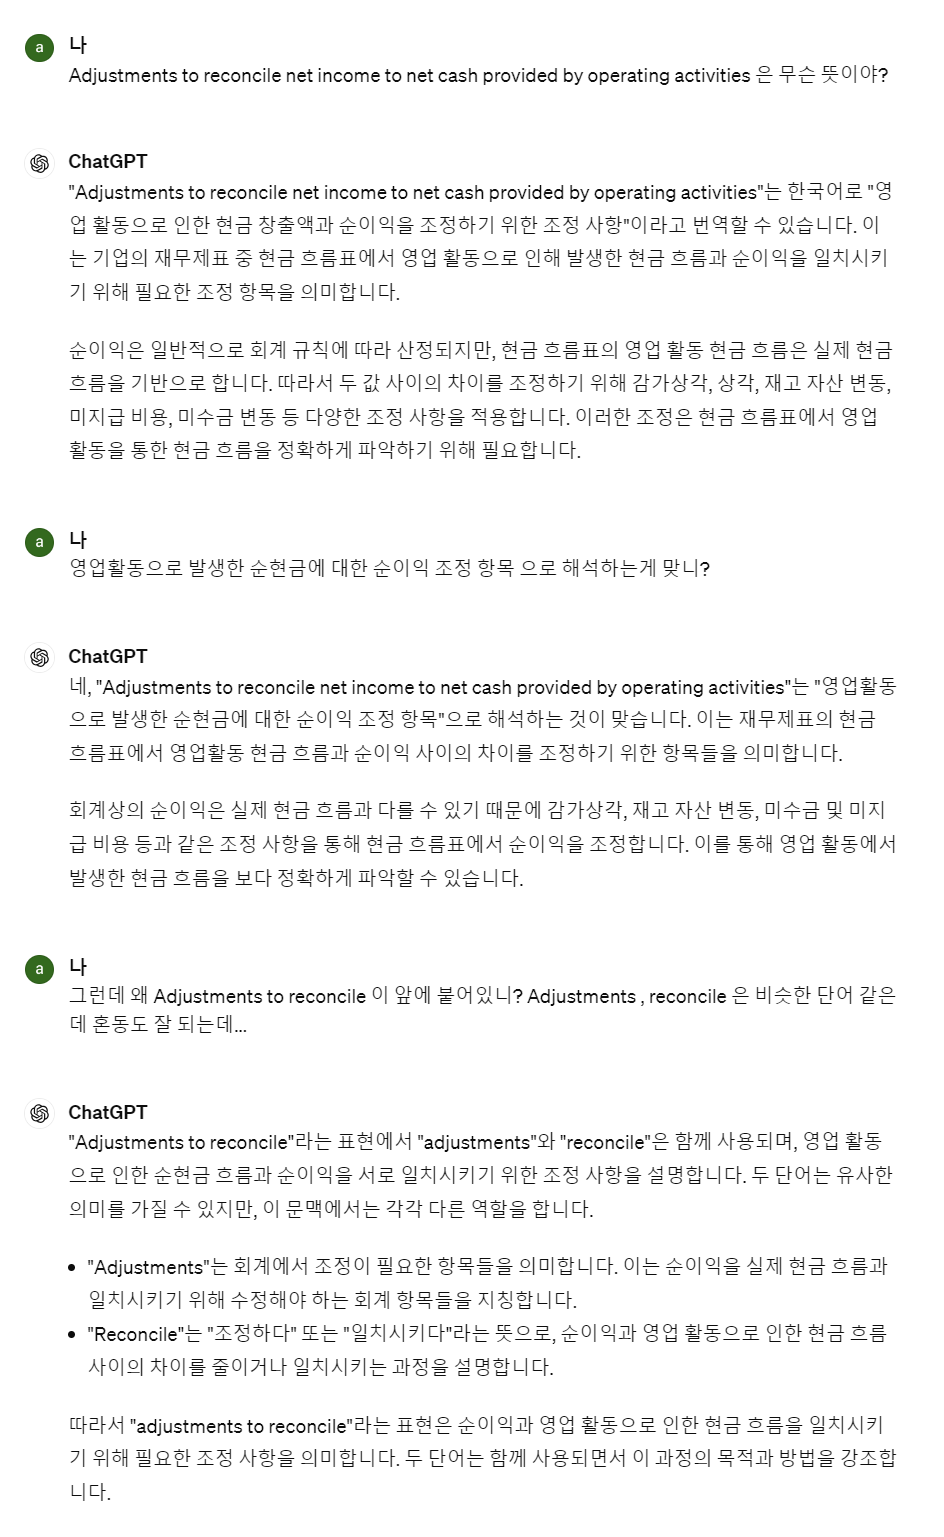 a 나
Adjustments to reconcile net income to net cash provided by operating activities 은 무슨 뜻이야?
ChatGPT
"Adjustments to reconcile net income to net cash provided by operating activities"는 한국어로 "영
업 활동으로 인한 현금 창출액과 순이익을 조정하기 위한 조정 사항"이라고 번역할 수 있습니다. 이
는 기업의 재무제표 중 현금 흐름표에서 영업 활동으로 인해 발생한 현금 흐름과 순이익을 일치시키
기 위해 필요한 조정 항목을 의미합니다.
순이익은 일반적으로 회계 규칙에 따라 산정되지만, 현금 흐름표의 영업 활동 현금 흐름은 실제 현금
흐름을 기반으로 합니다. 따라서 두 값 사이의 차이를 조정하기 위해 감가상각, 상각, 재고 자산 변동,
미지급 비용, 미수금 변동 등 다양한 조정 사항을 적용합니다. 이러한 조정은 현금 흐름표에서 영업
활동을 통한 현금 흐름을 정확하게 파악하기 위해 필요합니다.
a 나
영업활동으로 발생한 순현금에 대한 순이익 조정 항목 으로 해석하는게 맞니?
ChatGPT
네, "Adjustments to reconcile net income to net cash provided by operating activities"는 "영업활동
으로 발생한 순현금에 대한 순이익 조정 항목"으로 해석하는 것이 맞습니다. 이는 재무제표의 현금
흐름표에서 영업활동 현금 흐름과 순이익 사이의 차이를 조정하기 위한 항목들을 의미합니다.
회계상의 순이익은 실제 현금 흐름과 다를 수 있기 때문에 감가상각, 재고 자산 변동, 미수금 및 미지
급 비용 등과 같은 조정 사항을 통해 현금 흐름표에서 순이익을 조정합니다. 이를 통해 영업 활동에서
발생한 현금 흐름을 보다 정확하게 파악할 수 있습니다.
a 나
그런데 왜 Adjustments to reconcile 이 앞에 붙어있니? Adjustments , reconcile 은 비슷한 단어 같은
데 혼동도 잘 되는데...
ChatGPT
"Adjustments to reconcile"라는 표현에서 "adjustments"와 "reconcile"은 함께 사용되며, 영업 활동
으로 인한 순현금 흐름과 순이익을 서로 일치시키기 위한 조정 사항을 설명합니다. 두 단어는 유사한
의미를 가질 수 있지만, 이 문맥에서는 각각 다른 역할을 합니다.
• "Adjustments"는 회계에서 조정이 필요한 항목들을 의미합니다. 이는 순이익을 실제 현금 흐름과
일치시키기 위해 수정해야 하는 회계 항목들을 지칭합니다.
• "Reconcile"는 "조정하다" 또는 "일치시키다"라는 뜻으로, 순이익과 영업 활동으로 인한 현금 흐름
사이의 차이를 줄이거나 일치시키는 과정을 설명합니다.
따라서 "adjustments to reconcile"라는 표현은 순이익과 영업 활동으로 인한 현금 흐름을 일치시키
기 위해 필요한 조정 사항을 의미합니다. 두 단어는 함께 사용되면서 이 과정의 목적과 방법을 강조합
니다.